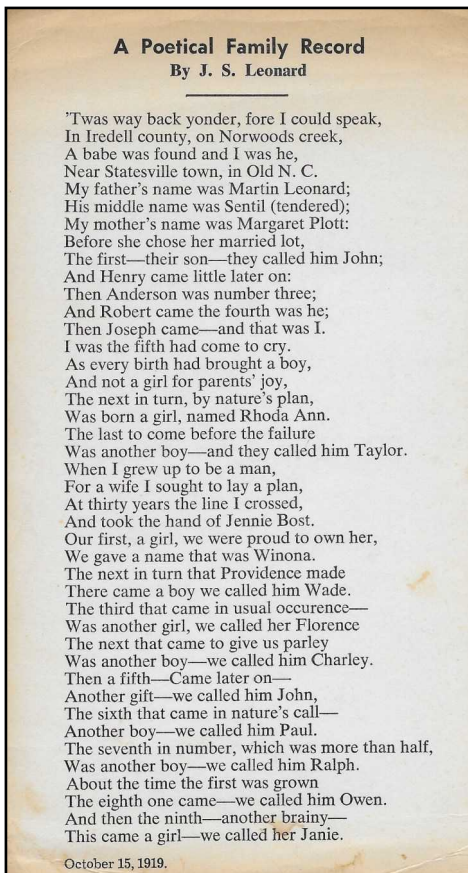 A Poetical Family Record
By J. S. Leonard
'Twas way back yonder, fore I could speak,
In Iredell county, on Norwoods creek,
A babe was found and I was he,
Near Statesville town, in Old N. C.
My father's name was Martin Leonard;
His middle name was Sentil (tendered);
My mother's name was Margaret Plott:
Before she chose her married lot,
The first—their son—they called him John;
And Henry came little later on:
Then Anderson was number three;
And Robert came the fourth was he;
Then Joseph came—and that was I.
I was the fifth had come to cry.
As every birth had brought a boy,
And not a girl for parents' joy,
The next in turn, by nature's plan,
Was born a girl, named Rhoda Ann.
The last to come before the failure
Was another boy—and they called him Taylor.
When I grew up to be a man,
For a wife I sought to lay a plan,
At thirty years the line I crossed,
And took the hand of Jennie Bost.
Our first, a girl, we were proud to own her,
We gave a name that was Winona.
The next in turn that Providence made
There came a boy we called him Wade.
The third that came in usual occurence—
Was another girl, we called her Florence
The next that came to give us parley
Was another boy—we called him Charley.
Then a fifth—Came later on—
Another gift—we called him John,
The sixth that came in nature's call—
Another boy—we called him Paul.
The seventh in number, which was more than half,
Was another boy—we called him Ralph.
About the time the first was grown
The eighth one came—we called him Owen.
And then the ninth—another brainy—
This came a girl—we called her Janie.
October 15, 1919.